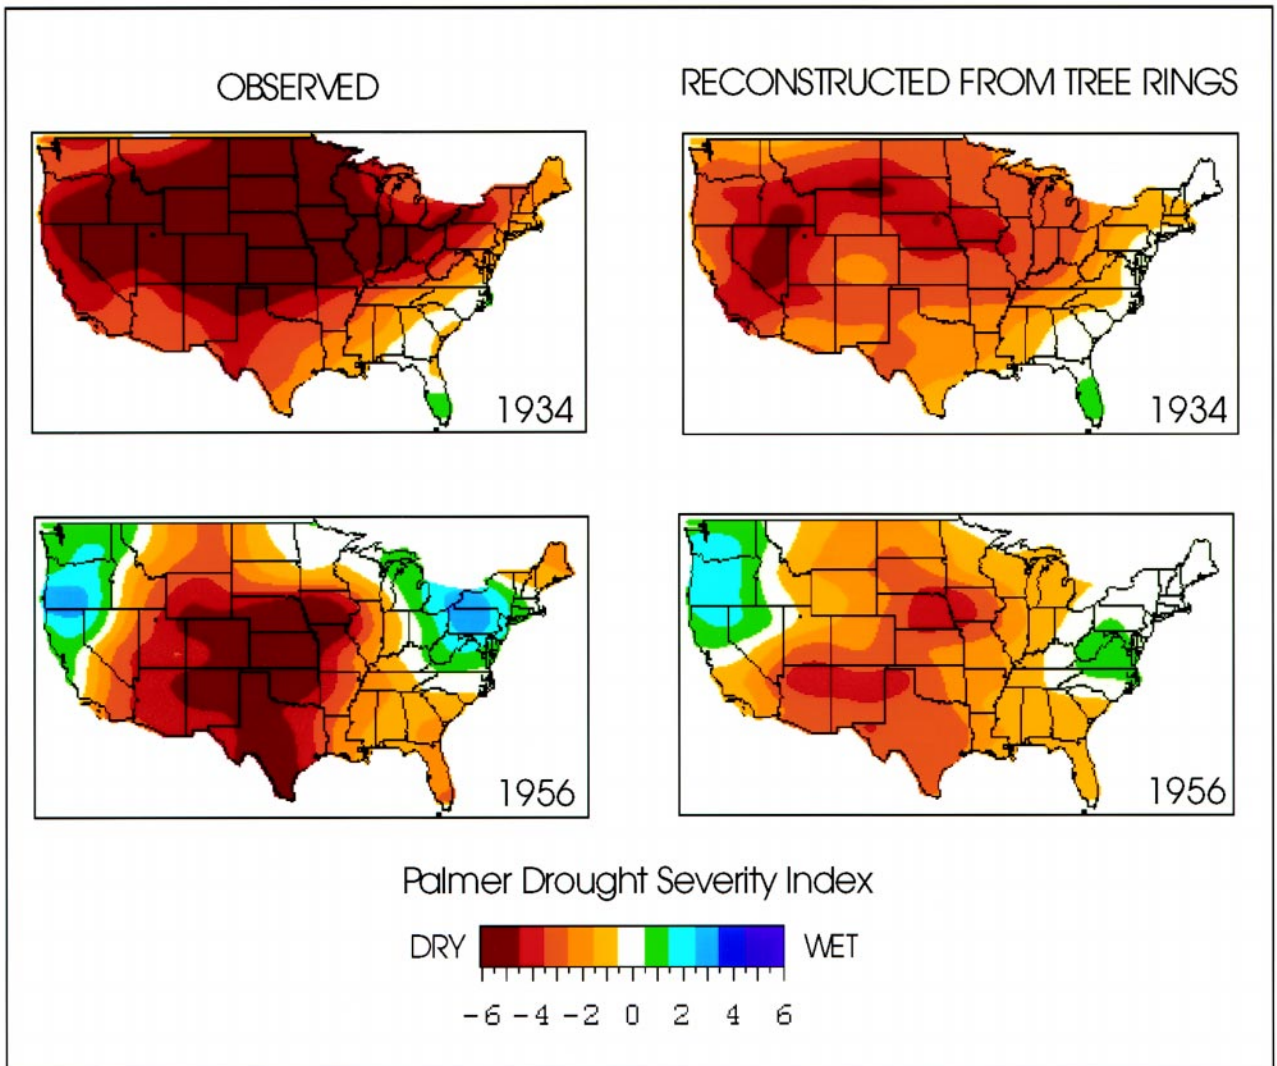 OBSERVED
RECONSTRUCTED FROM TREE RINGS
1934
1934
1956
1956
Palmer Drought Severity Index
DRY
WET
-6 -4 -2 0 2 4 6